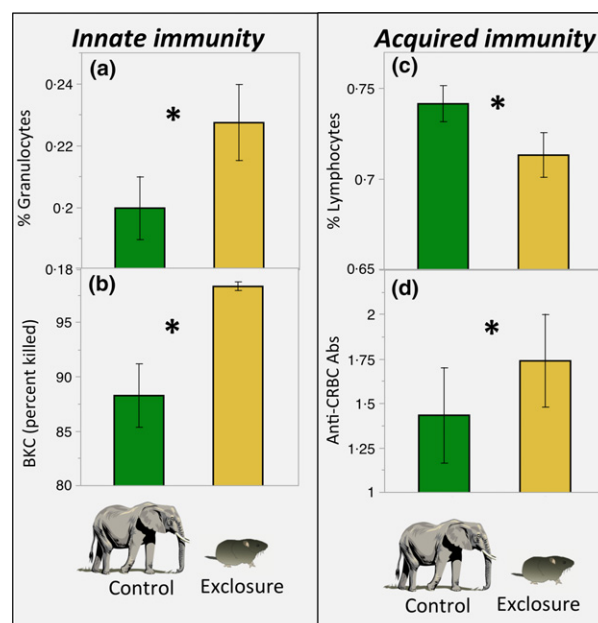 Innate immunity
(a)
% Granulocytes
0·24
0·22
0·2
0·18
*
(b)
BKC (percent killed)
95
90
85
80
*
Control
Exclosure
Acquired immunity
(c)
% Lymphocytes
0·75
0·7
0·65
*
(d)
Anti-CRBC Abs
2
1·75
1·5
1·25
1
*
Control
Exclosure